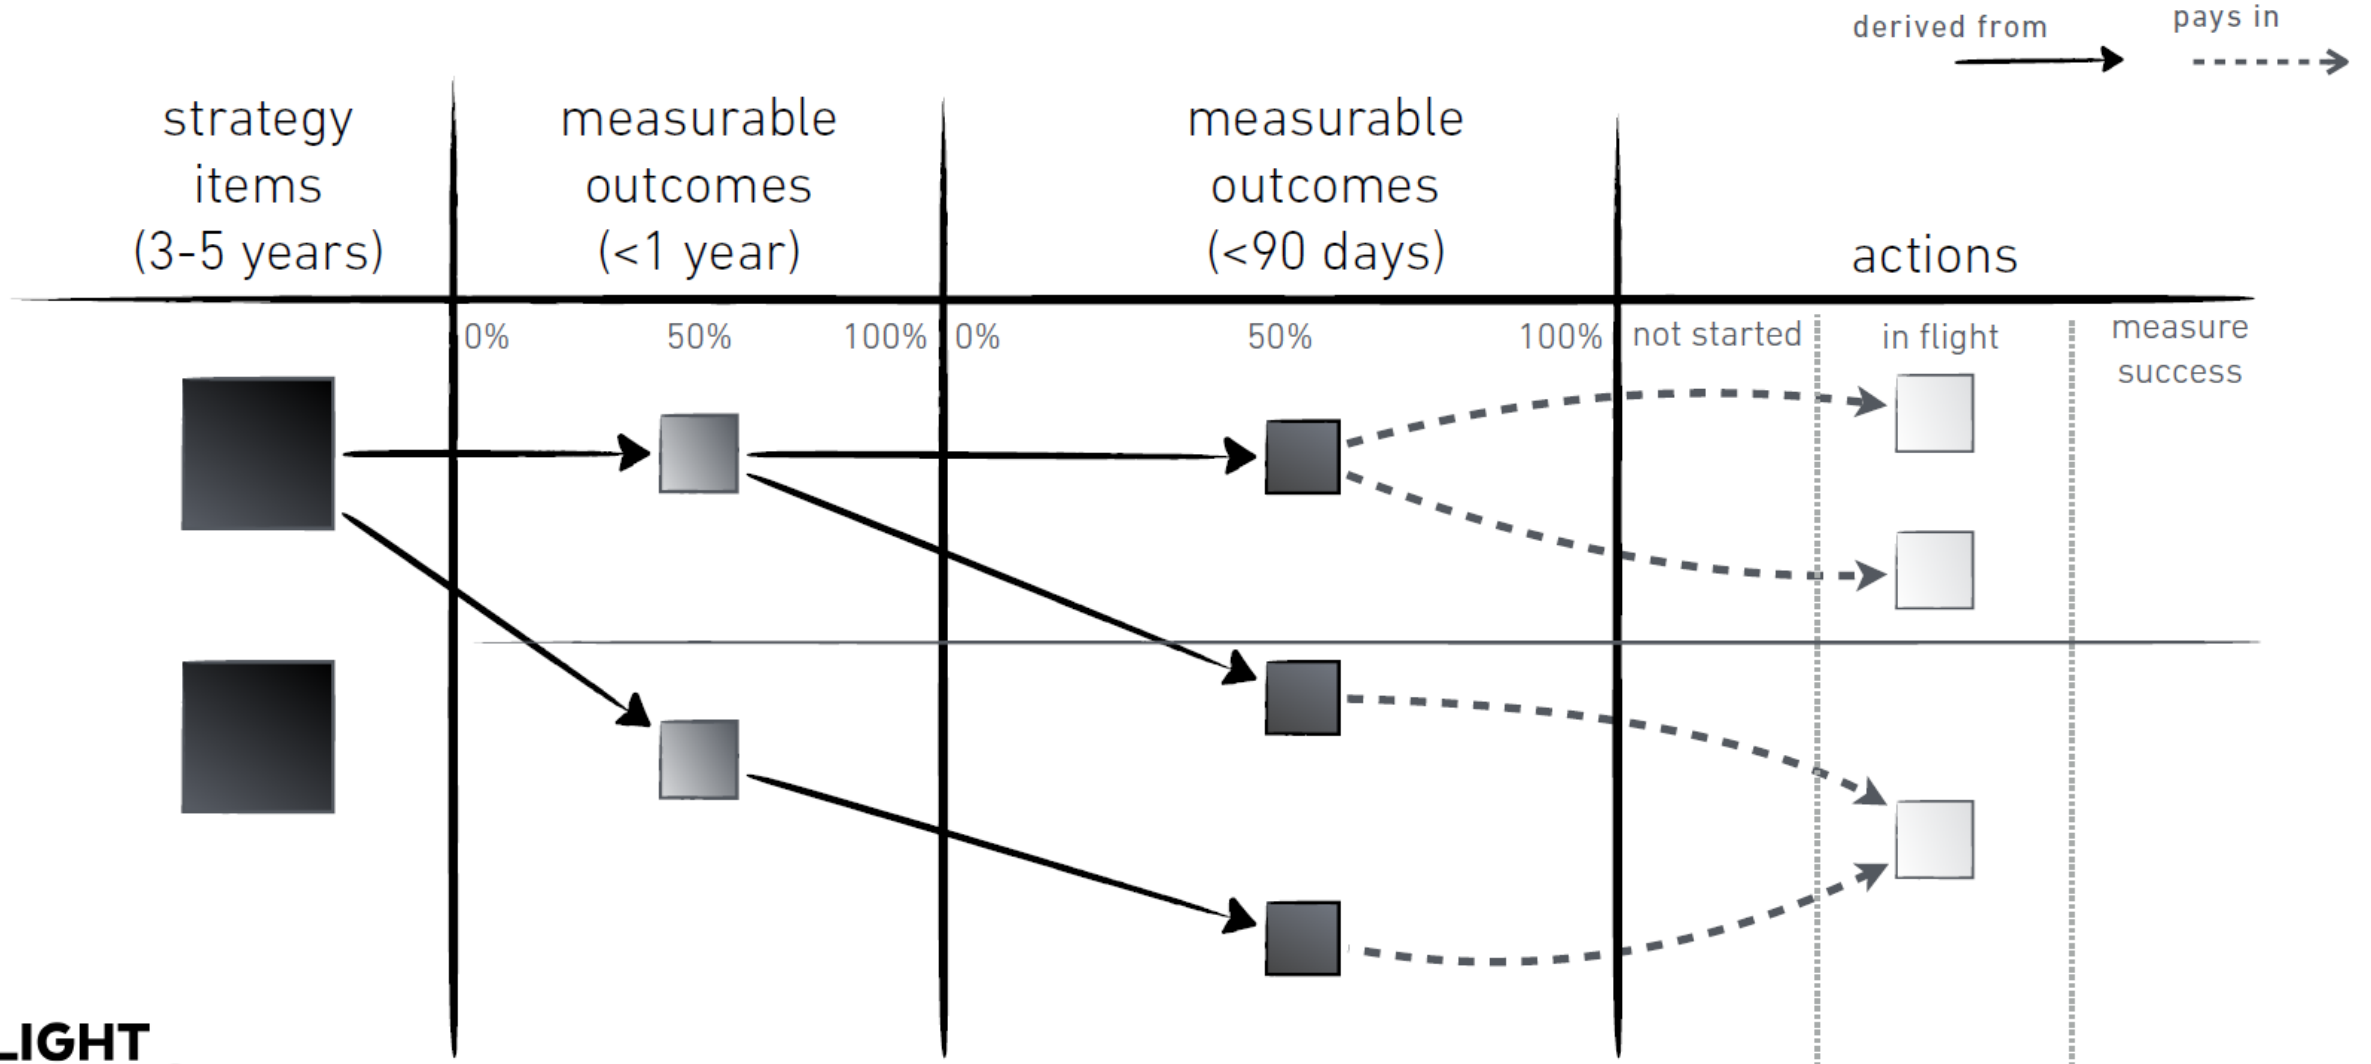 derived from
pays in
strategy
items
(3-5 years)
measurable
outcomes
(<1 year)
measurable
outcomes
(<90 days)
actions
0%
50%
100%
0%
50%
100%
not started
in flight
measure
success
LIGHT